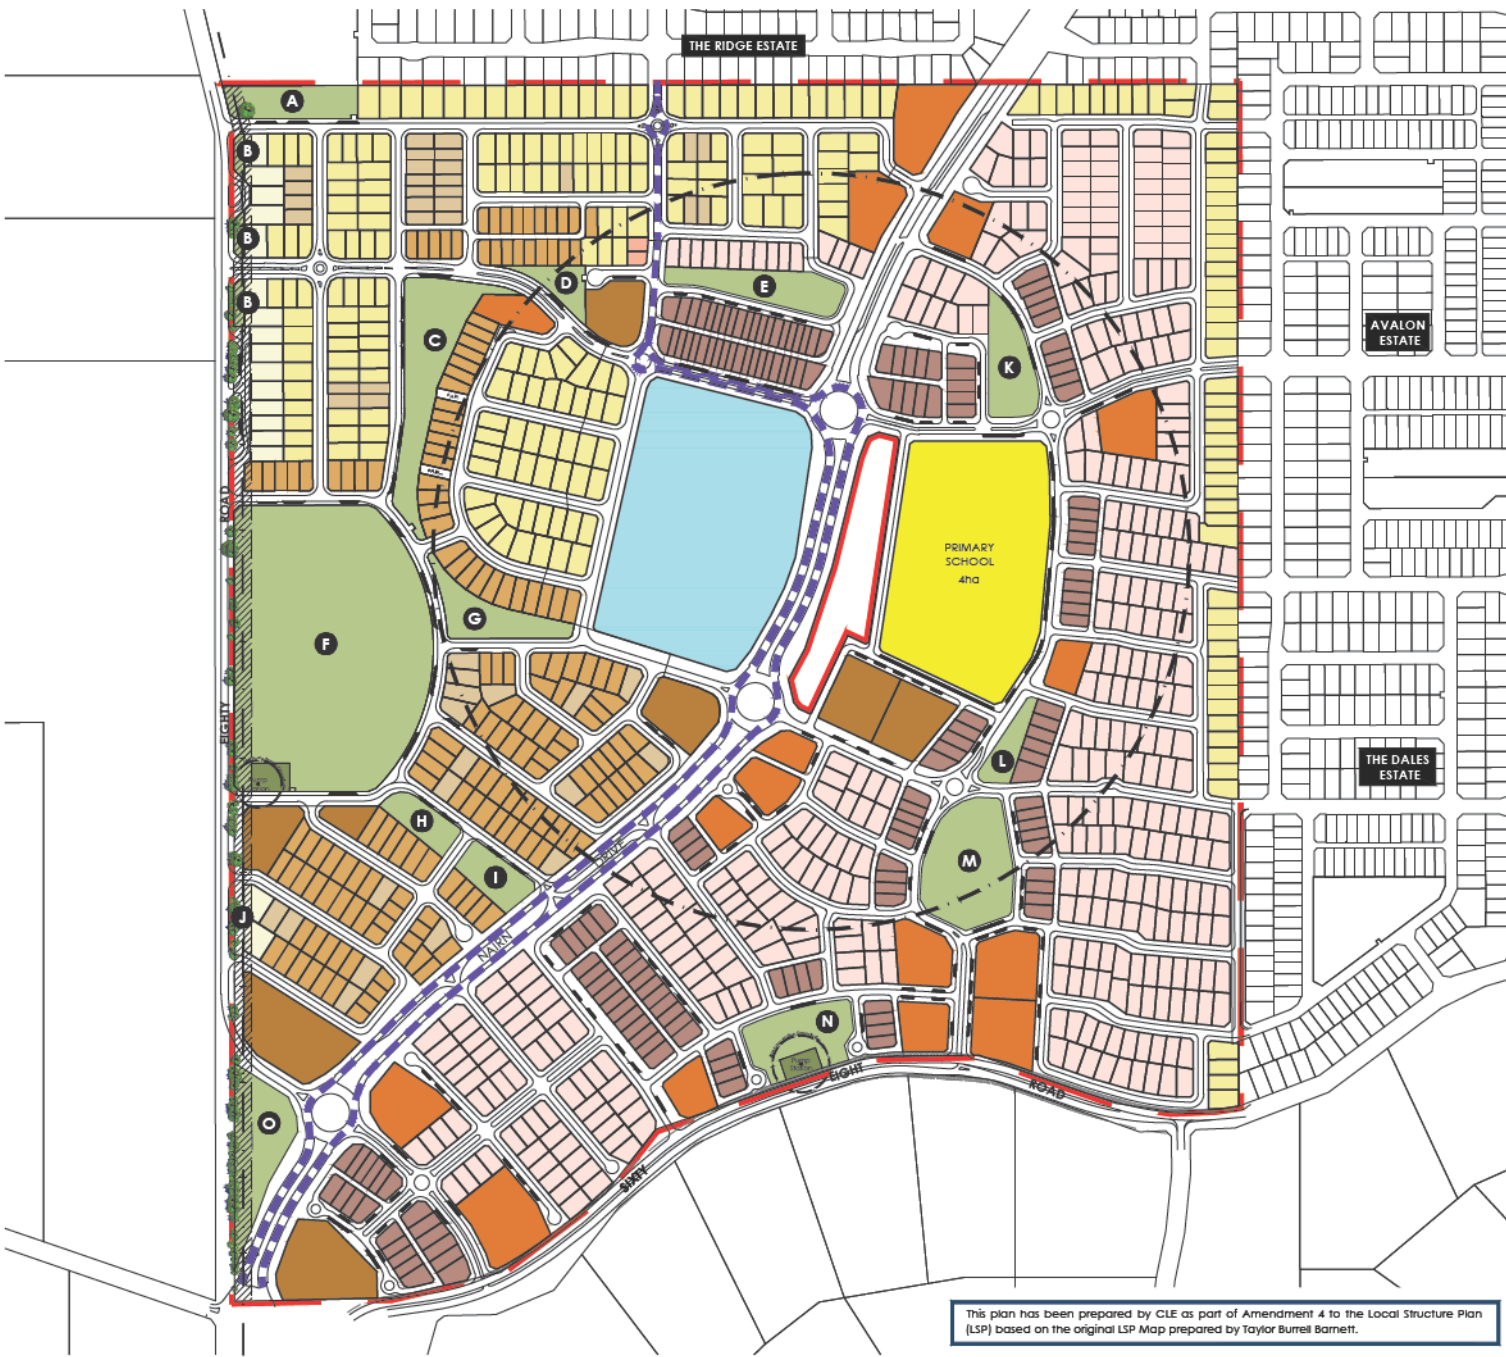 THE RIDGE ESTATE
A
B
B
B
C
D
E
K
AVALON
ESTATE
PRIMARY
SCHOOL
4ha
ROAD
F
G
EIGHTY
L
THE DALES
ESTATE
H
I
M
DRIVE
J
NAIRN
N
EIGHT
ROAD
O
SIXTY
This plan has been prepared by CLE as part of Amendment 4 to the Local Structure Plan
(LSP) based on the original LSP Map prepared by Taylor Burrell Barnett.